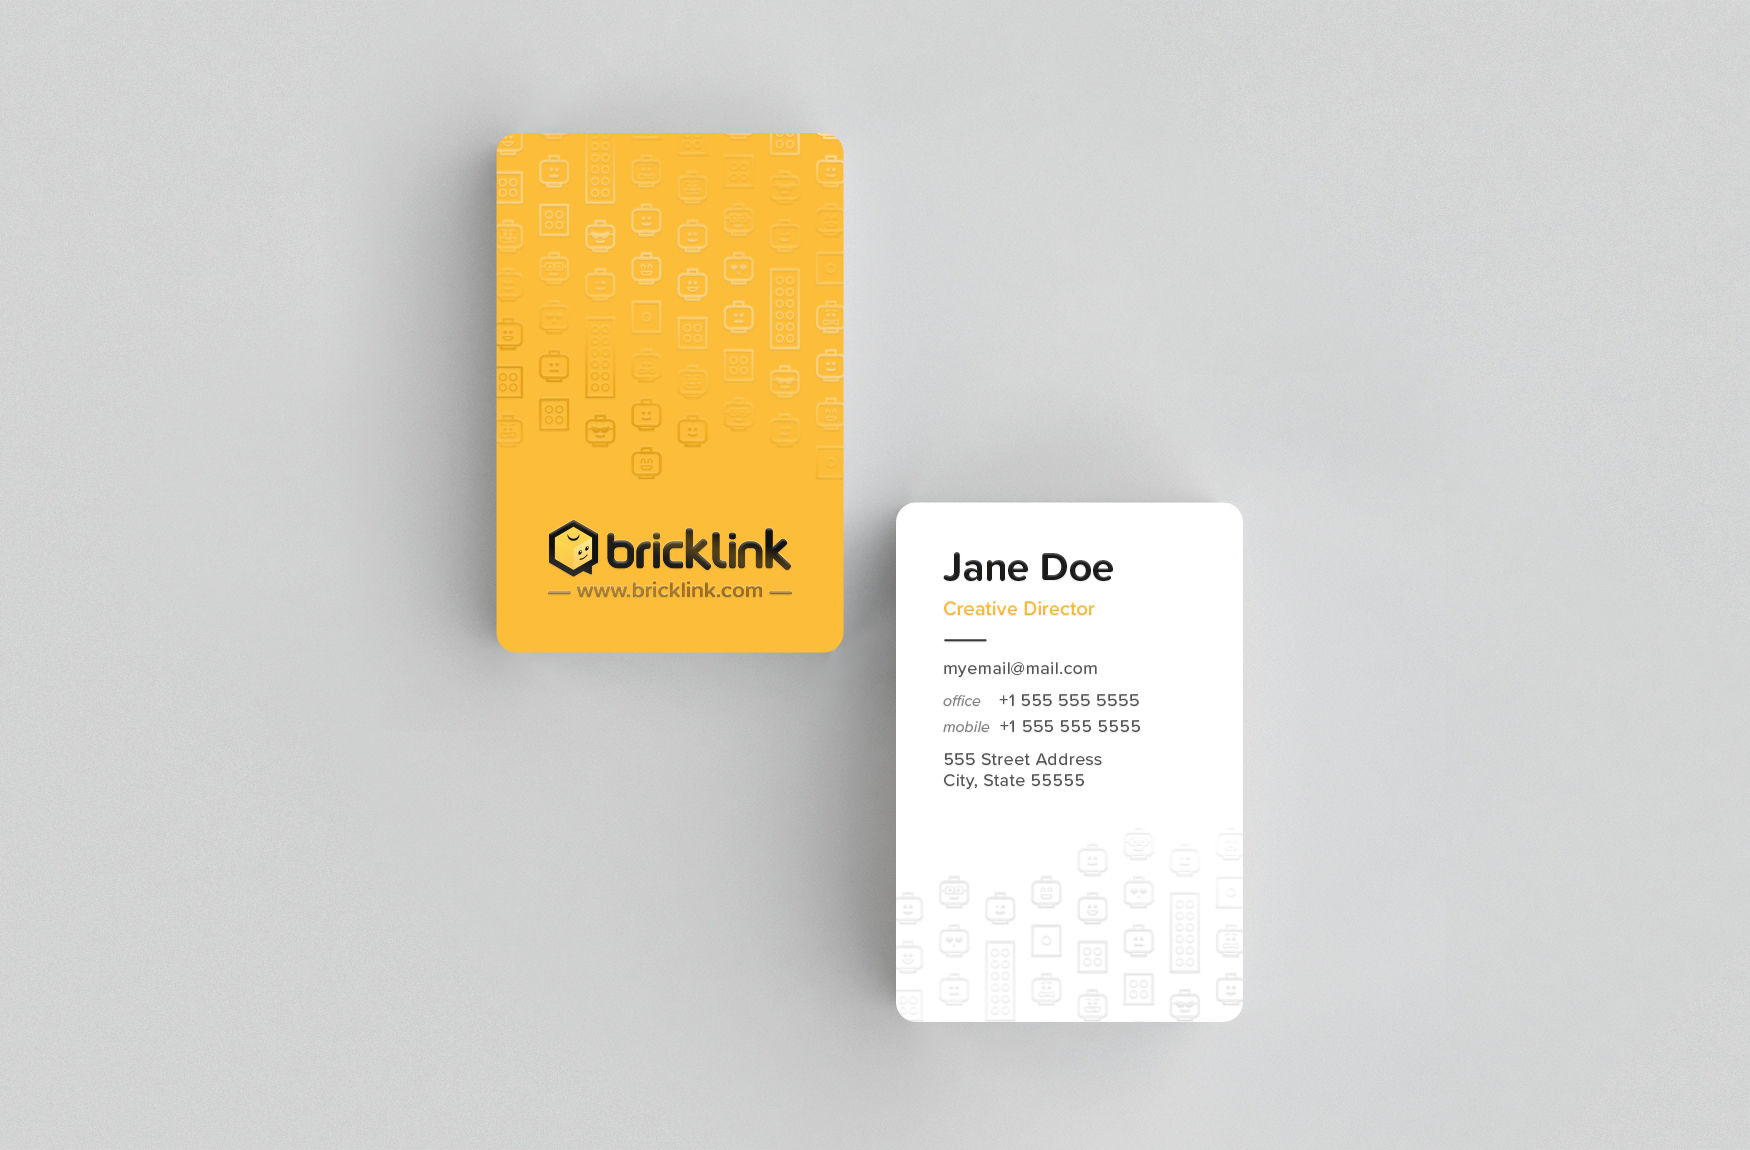 bricklink
www.bricklink.com
Jane Doe
Creative Director
myemail@mail.com
office +1 555 555 5555
mobile +1 555 555 5555
555 Street Address
City, State 55555